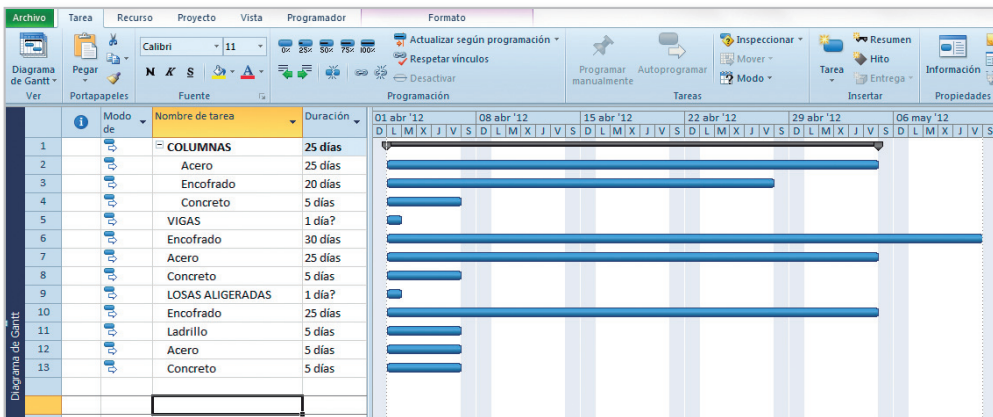 Archivo Tarea Recurso Proyecto Vista Programador Formato
Diagrama de Gantt
Ver
Pegar
Portapapeles
Calibri 11
N K S A
Fuente
0% 25% 50% 75% 100%
Actualizar según programación
Respetar vínculos
Desactivar
Programación
Programar manualmente
Autoprogramar
Inspeccionar
Mover
Modo
Tareas
Tarea
Resumen
Hito
Entrega
Insertar
Información
Propiedades
Modo de Nombre de tarea Duración
01 abr '12 08 abr '12 15 abr '12 22 abr '12 29 abr '12 06 may '12
D L M X J V S D L M X J V S D L M X J V S D L M X J V S D L M X J V S D L M X J V S
1 COLUMNAS 25 días
2 Acero 25 días
3 Encofrado 20 días
4 Concreto 5 días
5 VIGAS 1 día?
6 Encofrado 30 días
7 Acero 25 días
8 Concreto 5 días
9 LOSAS ALIGERADAS 1 día?
10 Encofrado 25 días
11 Ladrillo 5 días
12 Acero 5 días
13 Concreto 5 días
Diagrama de Gantt